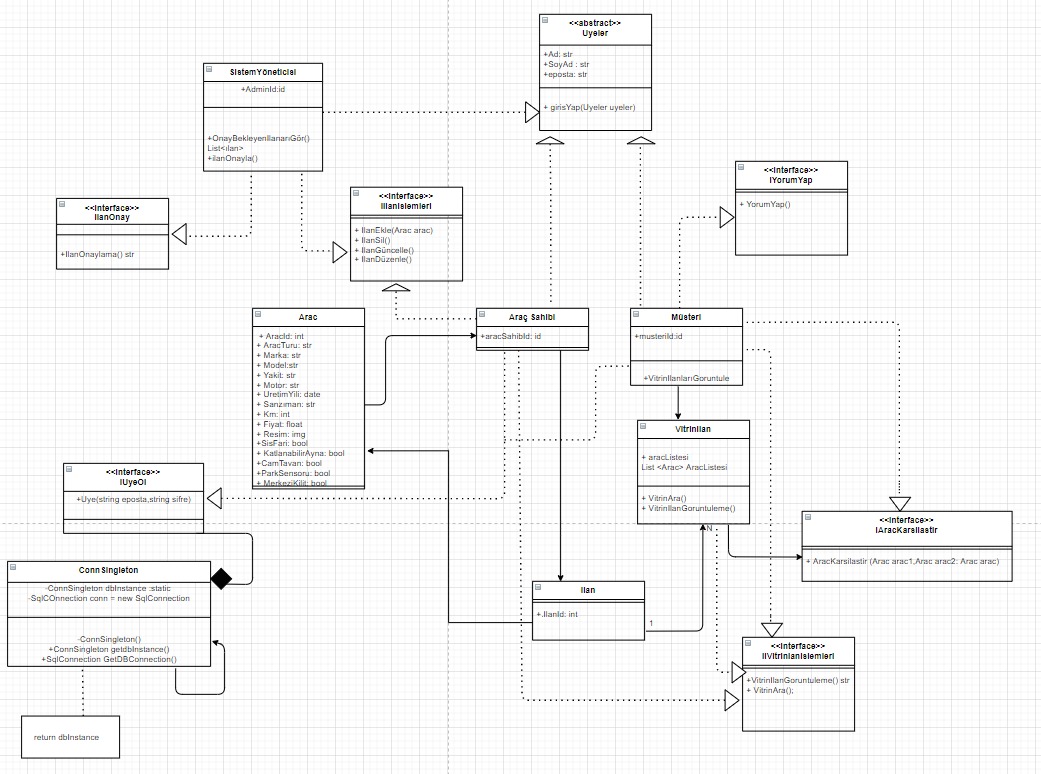 <<abstract>>
Uyeler
+Ad: str
+SoyAd : str
+eposta: str
+ girisYap(Uyeler uyeler)
SistemYöneticisi
+AdminId:id
+OnayBekleyenIlananGör()
List<ilan>
+ilanOnayla()
<<interface>>
IlanOnay
+IlanOnaylama() str
<<interface>>
IIlanIslemleri
+ IlanEkle(Arac arac)
+ IlanSil()
+ IlanGüncelle()
+ IlanDüzenle()
<<interface>>
IYorumYap
+ YorumYap()
Arac
+ AracId: int
+ AracTuru: str
+ Marka: str
+ Model:str
+ Yakit: str
+ Motor: str
+ UretimYili: date
+ Sanzıman: str
+ Km: int
+ Fiyat: float
+ Resim: img
+SisFari: bool
+ KatlanabilirAyna: bool
+CamTavan: bool
+ParkSensoru: bool
+ MerkeziKilit: bool
Araç Sahibi
+aracSahibId: id
Müsteri
+musteriId:id
+VitrinIlanlarıGoruntule
VitrinIlan
+ aracListesi
List <Arac> AracListesi
+ VitrinAra()
+ VitrinIlanGoruntuleme()
N
<<interface>>
IUyeOl
+Uye(string eposta,string sifre)
<<interface>>
IAracKarsilastir
+ AracKarsilastir (Arac arac1,Arac arac2: Arac arac)
ConnSingleton
-ConnSingleton dbInstance :static
-SqlCOnnection conn = new SqlConnection
-ConnSingleton()
+ConnSingleton getdbInstance()
+SqlConnection GetDBConnection()
Ilan
+.IlanId: int
1
<<interface>>
IIVitrinlanIslemleri
+VitrinIlanGoruntuleme() str
+ VitrinAra();
return dbInstance